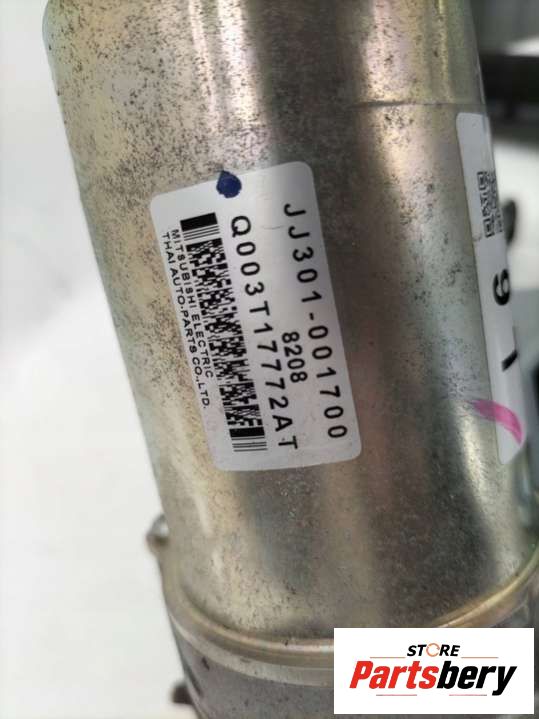 JJ301-001700
8208
Q003T17772AT
MITSUBISHI ELECTRIC
THAI AUTO-PARTS CO.,LTD.
STORE
Partsbery